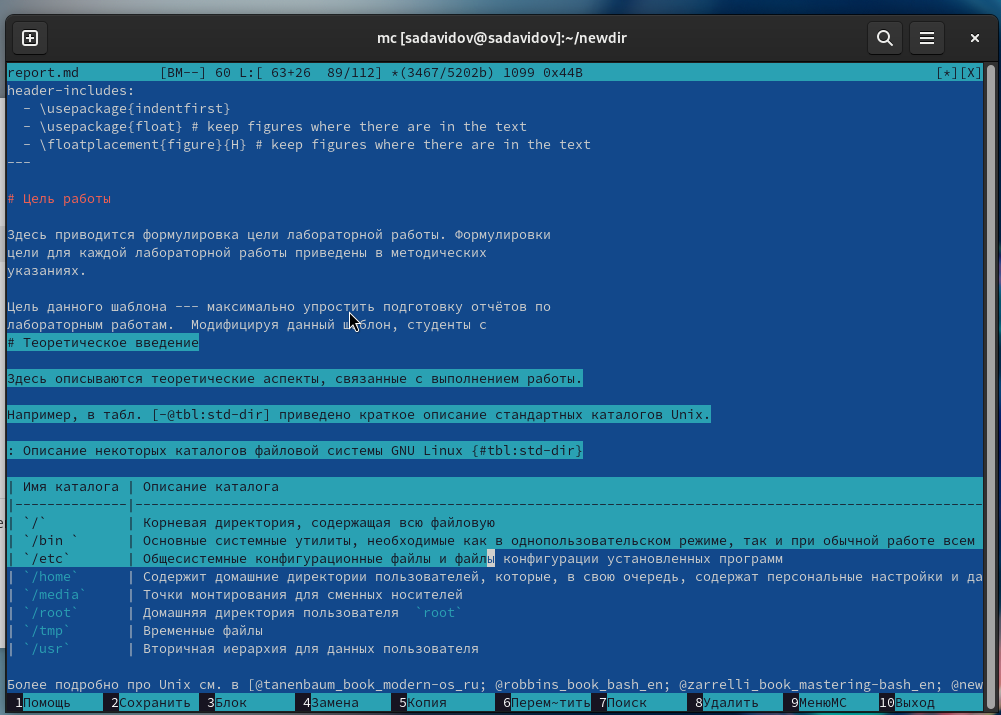 mc [sadavidov@sadavidov]:~/newdir
report.md [BM--] 60 L:[ 63+26 89/112] *(3467/5202b) 1099 0x44B [*][X]
header-includes:
- \usepackage{indentfirst}
- \usepackage{float} # keep figures where there are in the text
- \floatplacement{figure}{H} # keep figures where there are in the text
---
# Цель работы
Здесь приводится формулировка цели лабораторной работы. Формулировки
цели для каждой лабораторной работы приведены в методических
указаниях.
Цель данного шаблона --- максимально упростить подготовку отчётов по
лабораторным работам. Модифицируя данный шаблон, студенты с
# Теоретическое введение
Здесь описываются теоретические аспекты, связанные с выполнением работы.
Например, в табл. [-@tbl:std-dir] приведено краткое описание стандартных каталогов Unix.
: Описание некоторых каталогов файловой системы GNU Linux {#tbl:std-dir}
| Имя каталога | Описание каталога
|--------------|----------------------------------------------------------------------------------------------------------
| `/` | Корневая директория, содержащая всю файловую
| `/bin ` | Основные системные утилиты, необходимые как в однопользовательском режиме, так и при обычной работе всем
| `/etc` | Общесистемные конфигурационные файлы и файлы конфигурации установленных программ
| `/home` | Содержит домашние директории пользователей, которые, в свою очередь, содержат персональные настройки и да
| `/media` | Точки монтирования для сменных носителей
| `/root` | Домашняя директория пользователя `root`
| `/tmp` | Временные файлы
| `/usr` | Вторичная иерархия для данных пользователя
Более подробно про Unix см. в [@tanenbaum_book_modern-os_ru; @robbins_book_bash_en; @zarrelli_book_mastering-bash_en; @new
1Помощь 2Сохранить 3Блок 4Замена 5Копия 6Перем~тить 7Поиск 8Удалить 9МенюMC 10Выход